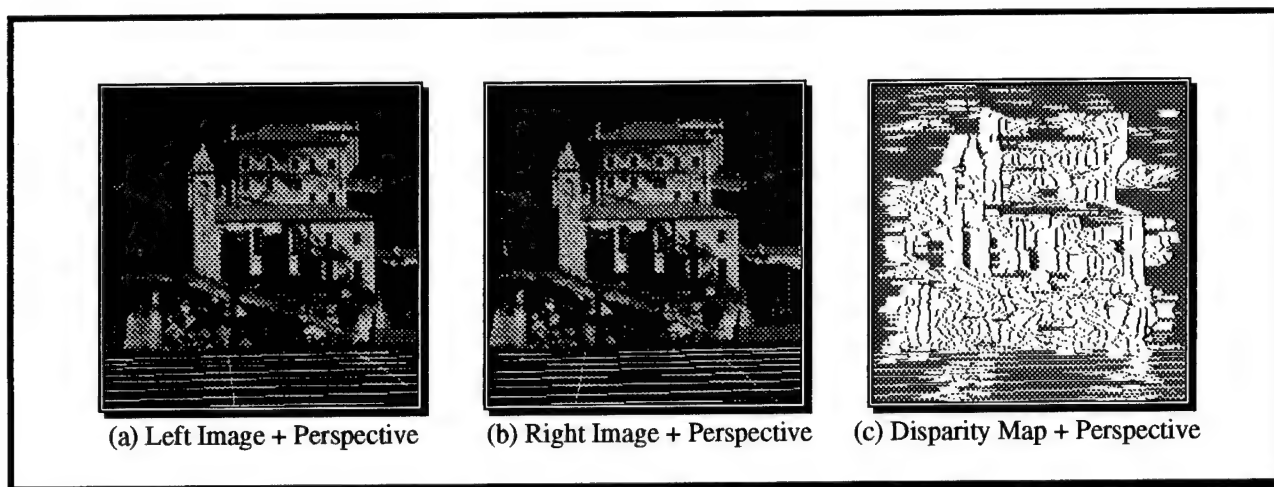 (a) Left Image + Perspective
(b) Right Image + Perspective
(c) Disparity Map + Perspective